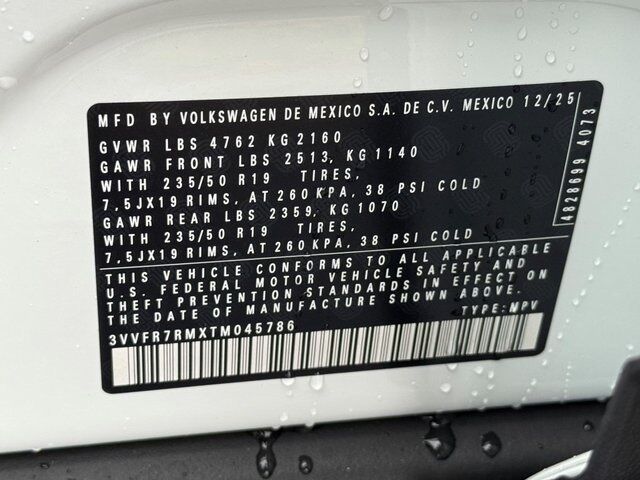 MFD BY VOLKSWAGEN DE MEXICO S.A. DE C.V. MEXICO 12/25
GVWR LBS 4762 KG 2160
GAWR FRONT LBS 2513, KG 1140
WITH 235/50 R19 TIRES,
7,5JX19 RIMS, AT 260 KPA, 38 PSI COLD
GAWR REAR LBS 2359, KG 1070
WITH 235/50 R19 TIRES,
7,5JX19 RIMS, AT 260 KPA, 38 PSI COLD
THIS VEHICLE CONFORMS TO ALL APPLICABLE
U.S. FEDERAL MOTOR VEHICLE SAFETY AND
THEFT PREVENTION STANDARDS IN EFFECT ON
THE DATE OF MANUFACTURE SHOWN ABOVE.
3VVFR7RMXTM045786 TYPE: MPV
4828699 4073